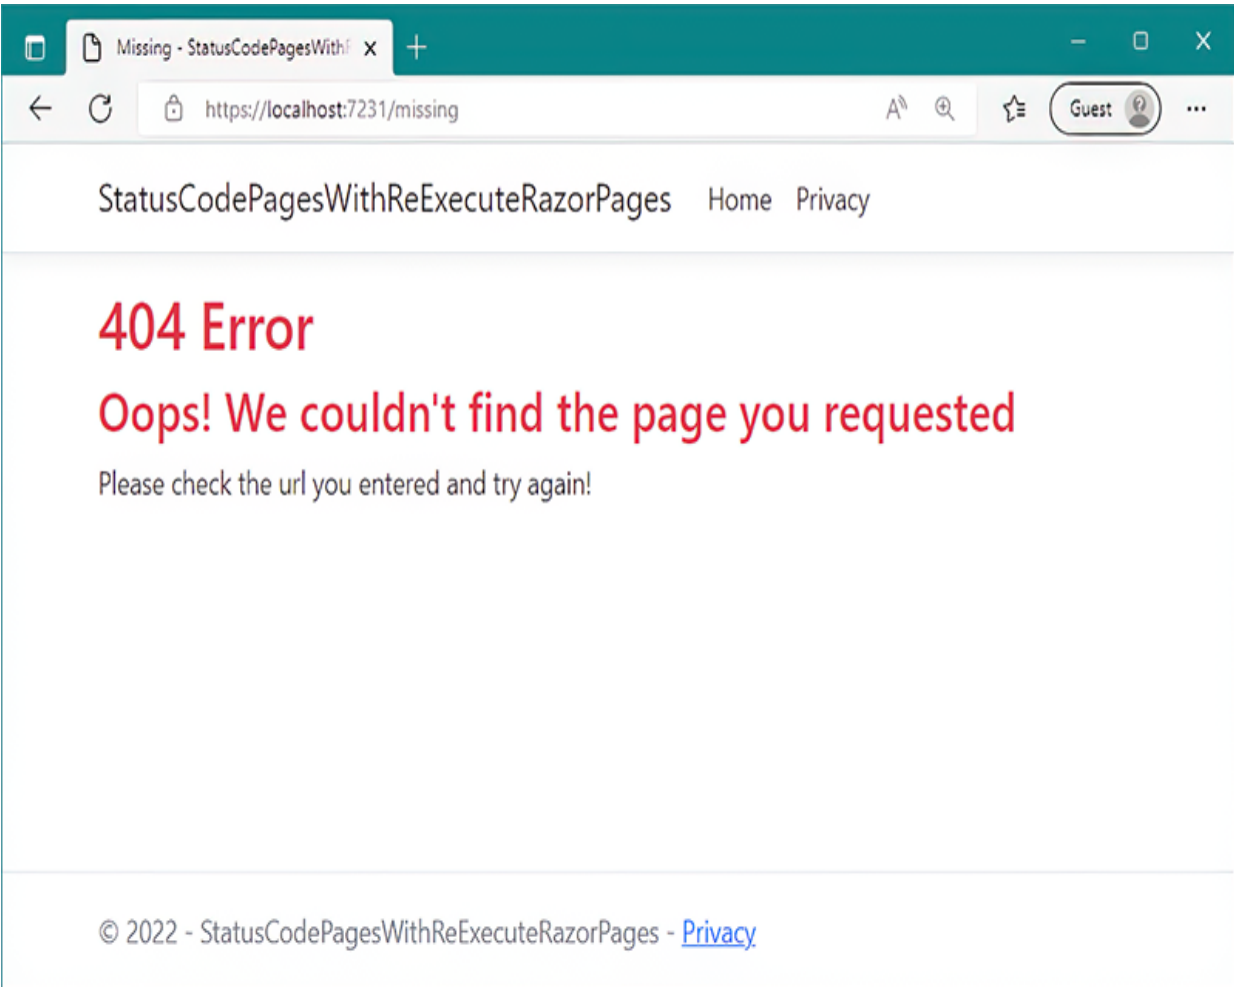 Missing - StatusCodePagesWith
https://localhost:7231/missing
Guest
StatusCodePagesWithReExecuteRazorPages Home Privacy
404 Error
Oops! We couldn't find the page you requested
Please check the url you entered and try again!
© 2022 - StatusCodePagesWithReExecuteRazorPages - Privacy